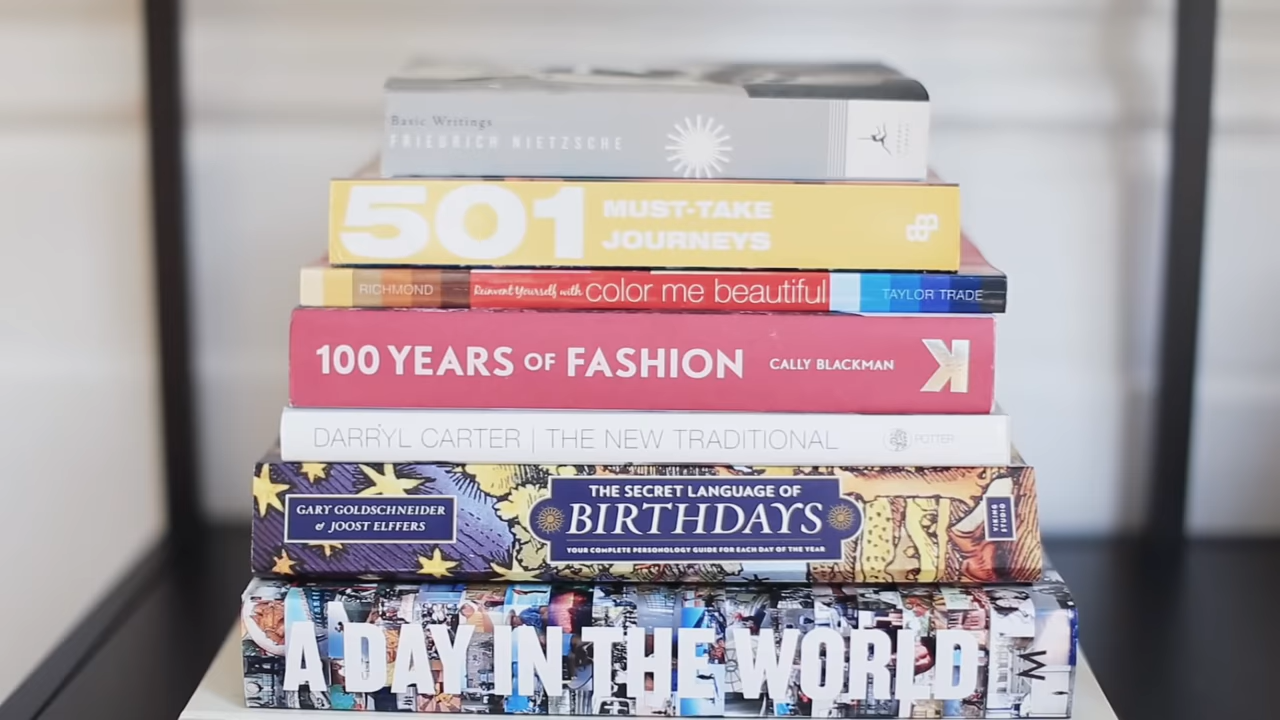 Basic Writings
FRIEDRICH NIETZSCHE
501 MUST-TAKE
JOURNEYS
RICHMOND Reinvent Yourself with color me beautiful TAYLOR TRADE
100 YEARS OF FASHION CALLY BLACKMAN K
DARRYL CARTER | THE NEW TRADITIONAL POTTER
GARY GOLDSCHNEIDER
& JOOST ELFFERS
THE SECRET LANGUAGE OF
BIRTHDAYS
YOUR COMPLETE PERSONOLOGY GUIDE FOR EACH DAY OF THE YEAR
VIKING
STUDIO
A DAY IN THE WORLD